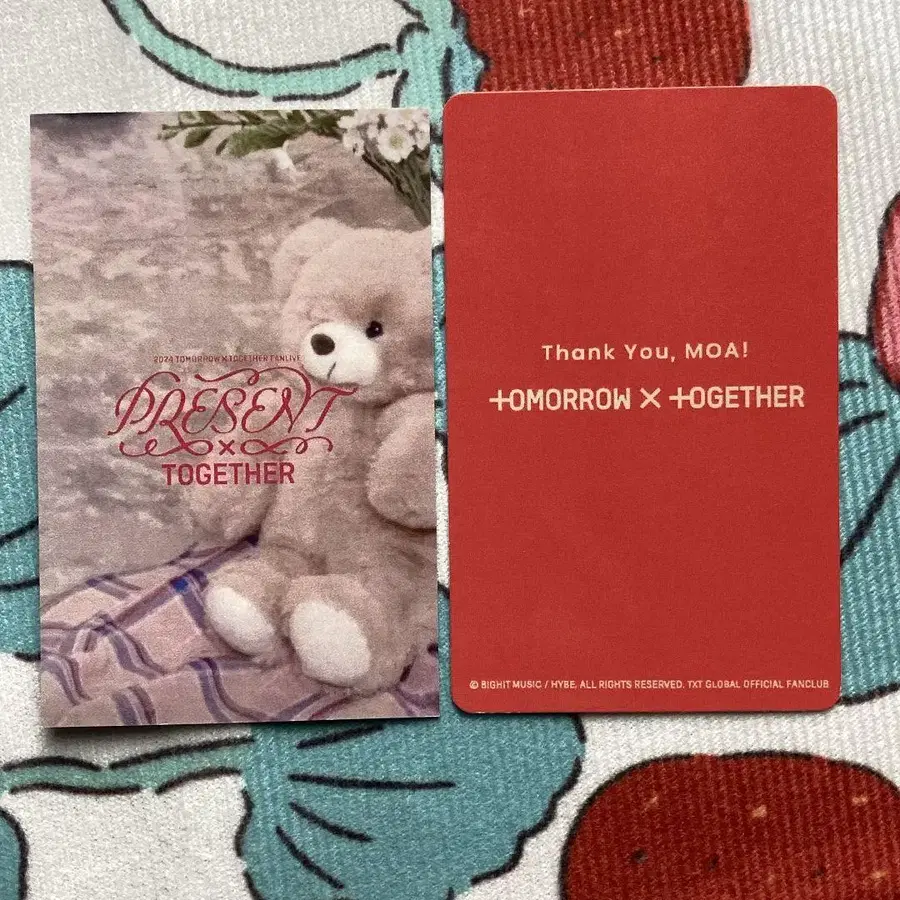 2024 TOMORROW X TOGETHER FANLIVE
PRESENT
X
TOGETHER
Thank You, MOA!
TOMORROW X TOGETHER
© BIGHIT MUSIC / HYBE. ALL RIGHTS RESERVED. TXT GLOBAL OFFICIAL FANCLUB